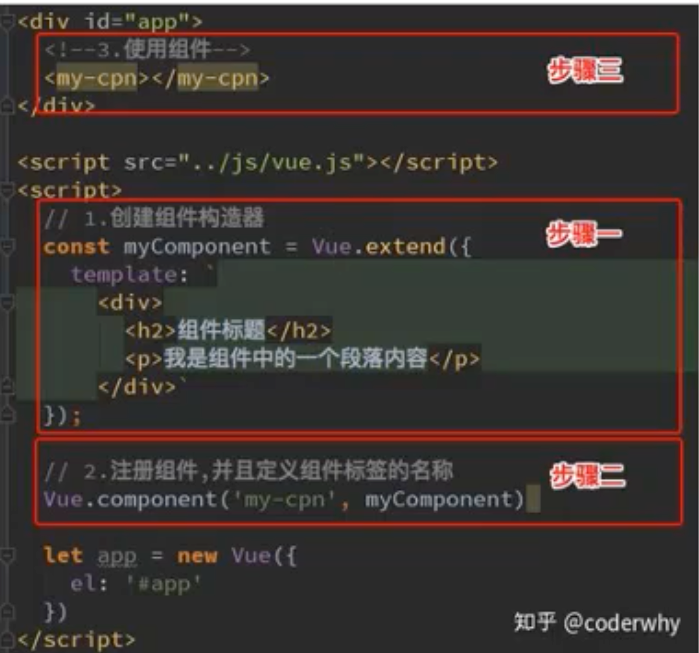 <div id="app">
<!--3.使用组件-->
<my-cpn></my-cpn>
步骤三
</div>
<script src="../js/vue.js"></script>
<script>
// 1.创建组件构造器
步骤一
const myComponent = Vue.extend({
template: `
<div>
<h2>组件标题</h2>
<p>我是组件中的一个段落内容</p>
</div>`
});
// 2.注册组件,并且定义组件标签的名称
步骤二
Vue.component('my-cpn', myComponent)
let app = new Vue({
el: '#app'
})
知乎 @coderwhy
</script>